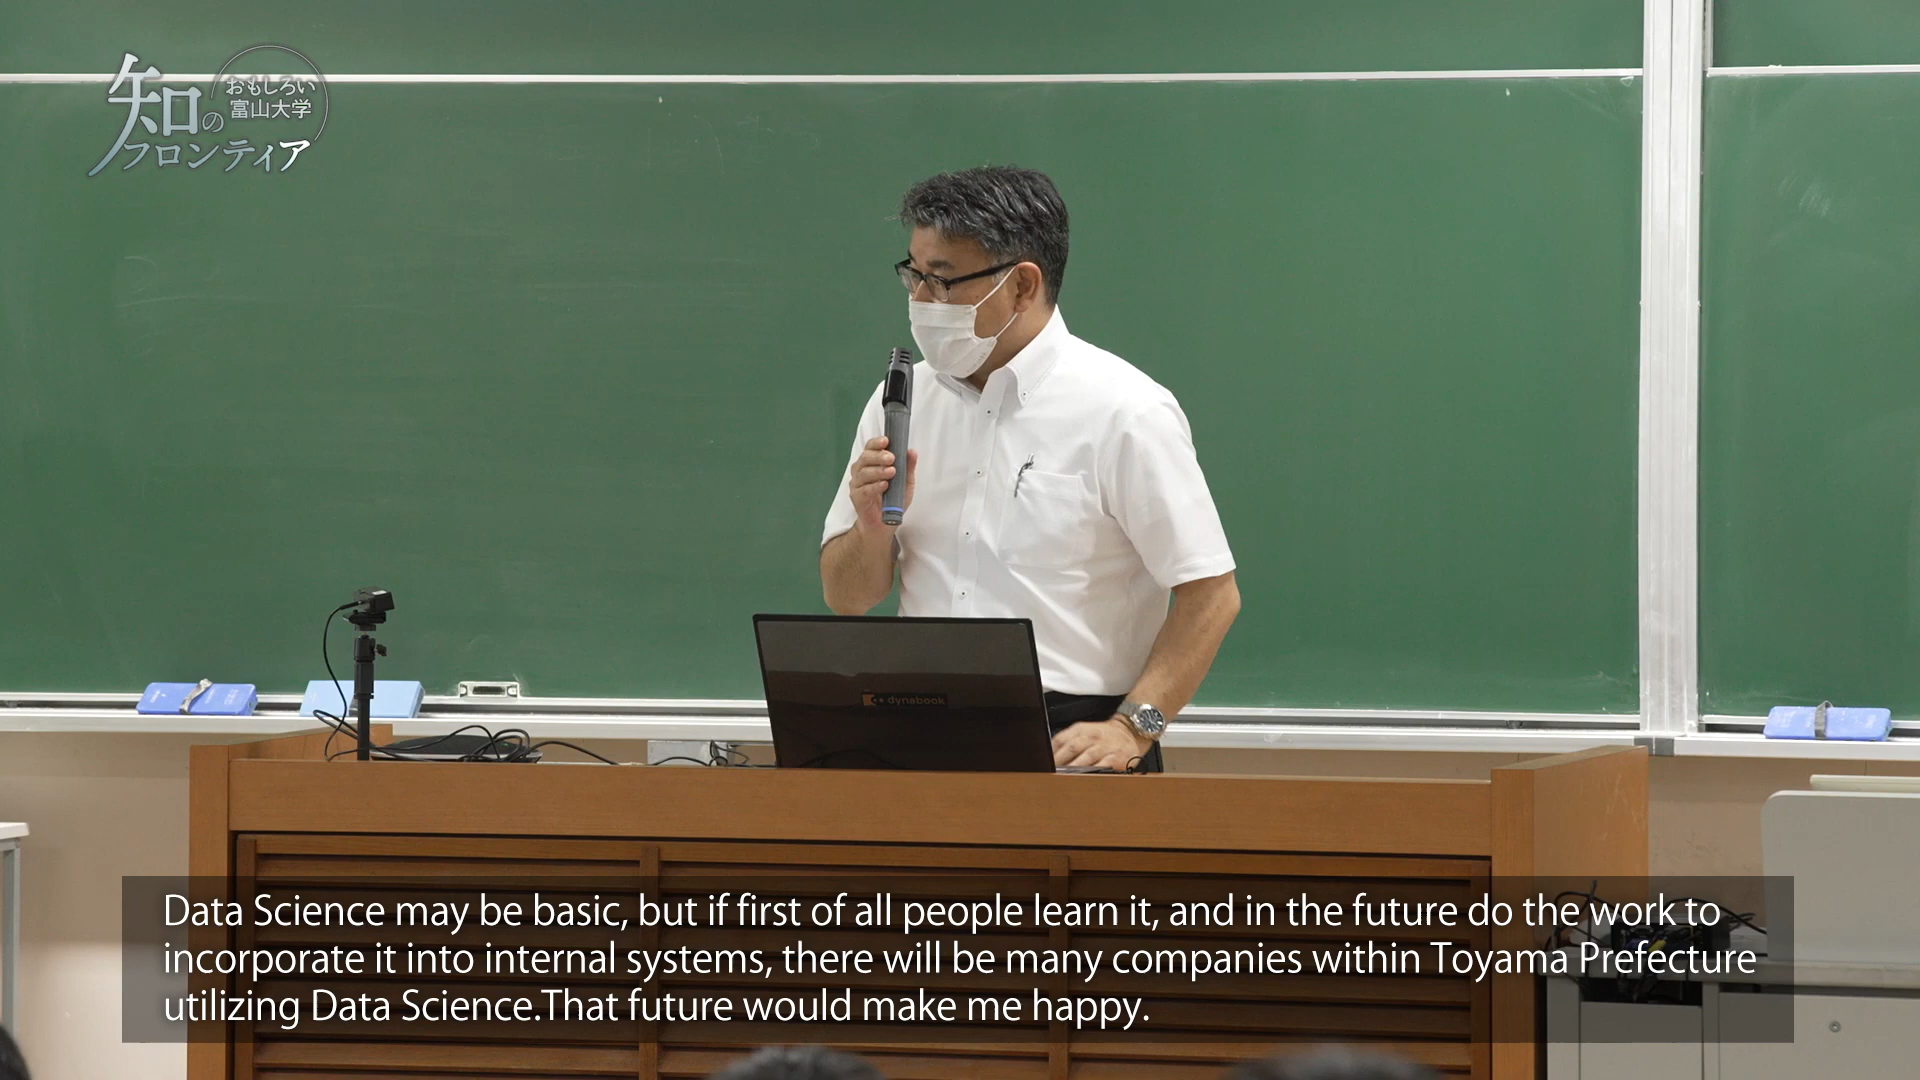 おもしろい
富山大学
知の
フロンティア
dynabook
Data Science may be basic, but if first of all people learn it, and in the future do the work to
incorporate it into internal systems, there will be many companies within Toyama Prefecture
utilizing Data Science.That future would make me happy.